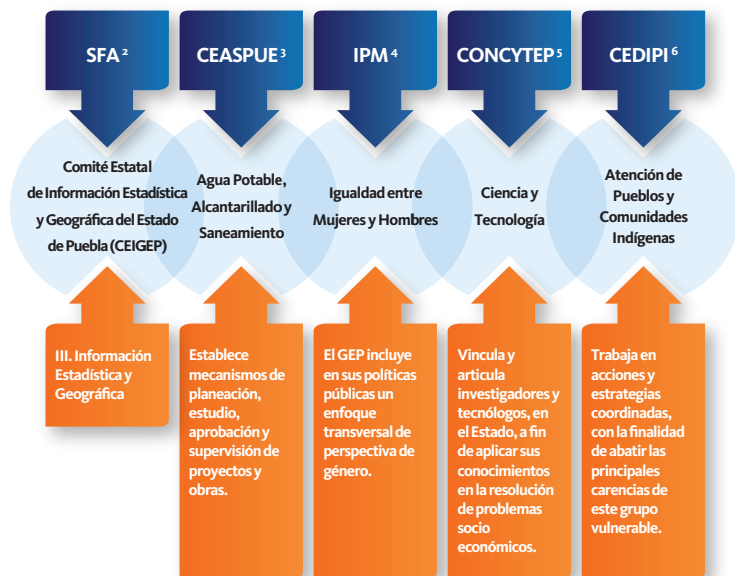 SFA ²
CEASPUE ³
IPM ⁴
CONCYTEP ⁵
CEDIPI ⁶
Comité Estatal
de Información Estadística
y Geográfica del Estado
de Puebla (CEIGEP)
Agua Potable,
Alcantarillado y
Saneamiento
Igualdad entre
Mujeres y Hombres
Ciencia y
Tecnología
Atención de
Pueblos y
Comunidades
Indígenas
III. Información
Estadística y
Geográfica
Establece
mecanismos de
planeación,
estudio,
aprobación y
supervisión de
proyectos y
obras.
El GEP incluye
en sus políticas
públicas un
enfoque
transversal de
perspectiva de
género.
Vincula y
articula
investigadores y
tecnólogos, en
el Estado, a fin
de aplicar sus
conocimientos
en la resolución
de problemas
socio
económicos.
Trabaja en
acciones y
estrategias
coordinadas,
con la finalidad
de abatir las
principales
carencias de
este grupo
vulnerable.